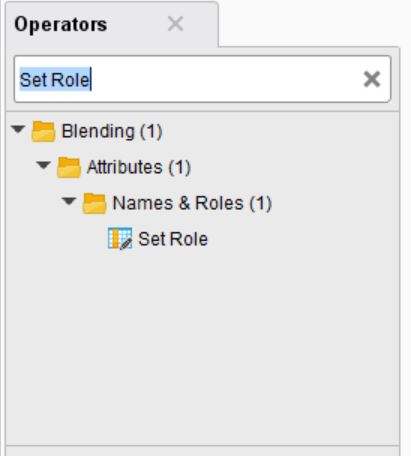 Operators
Set Role
Blending (1)
Attributes (1)
Names & Roles (1)
Set Role